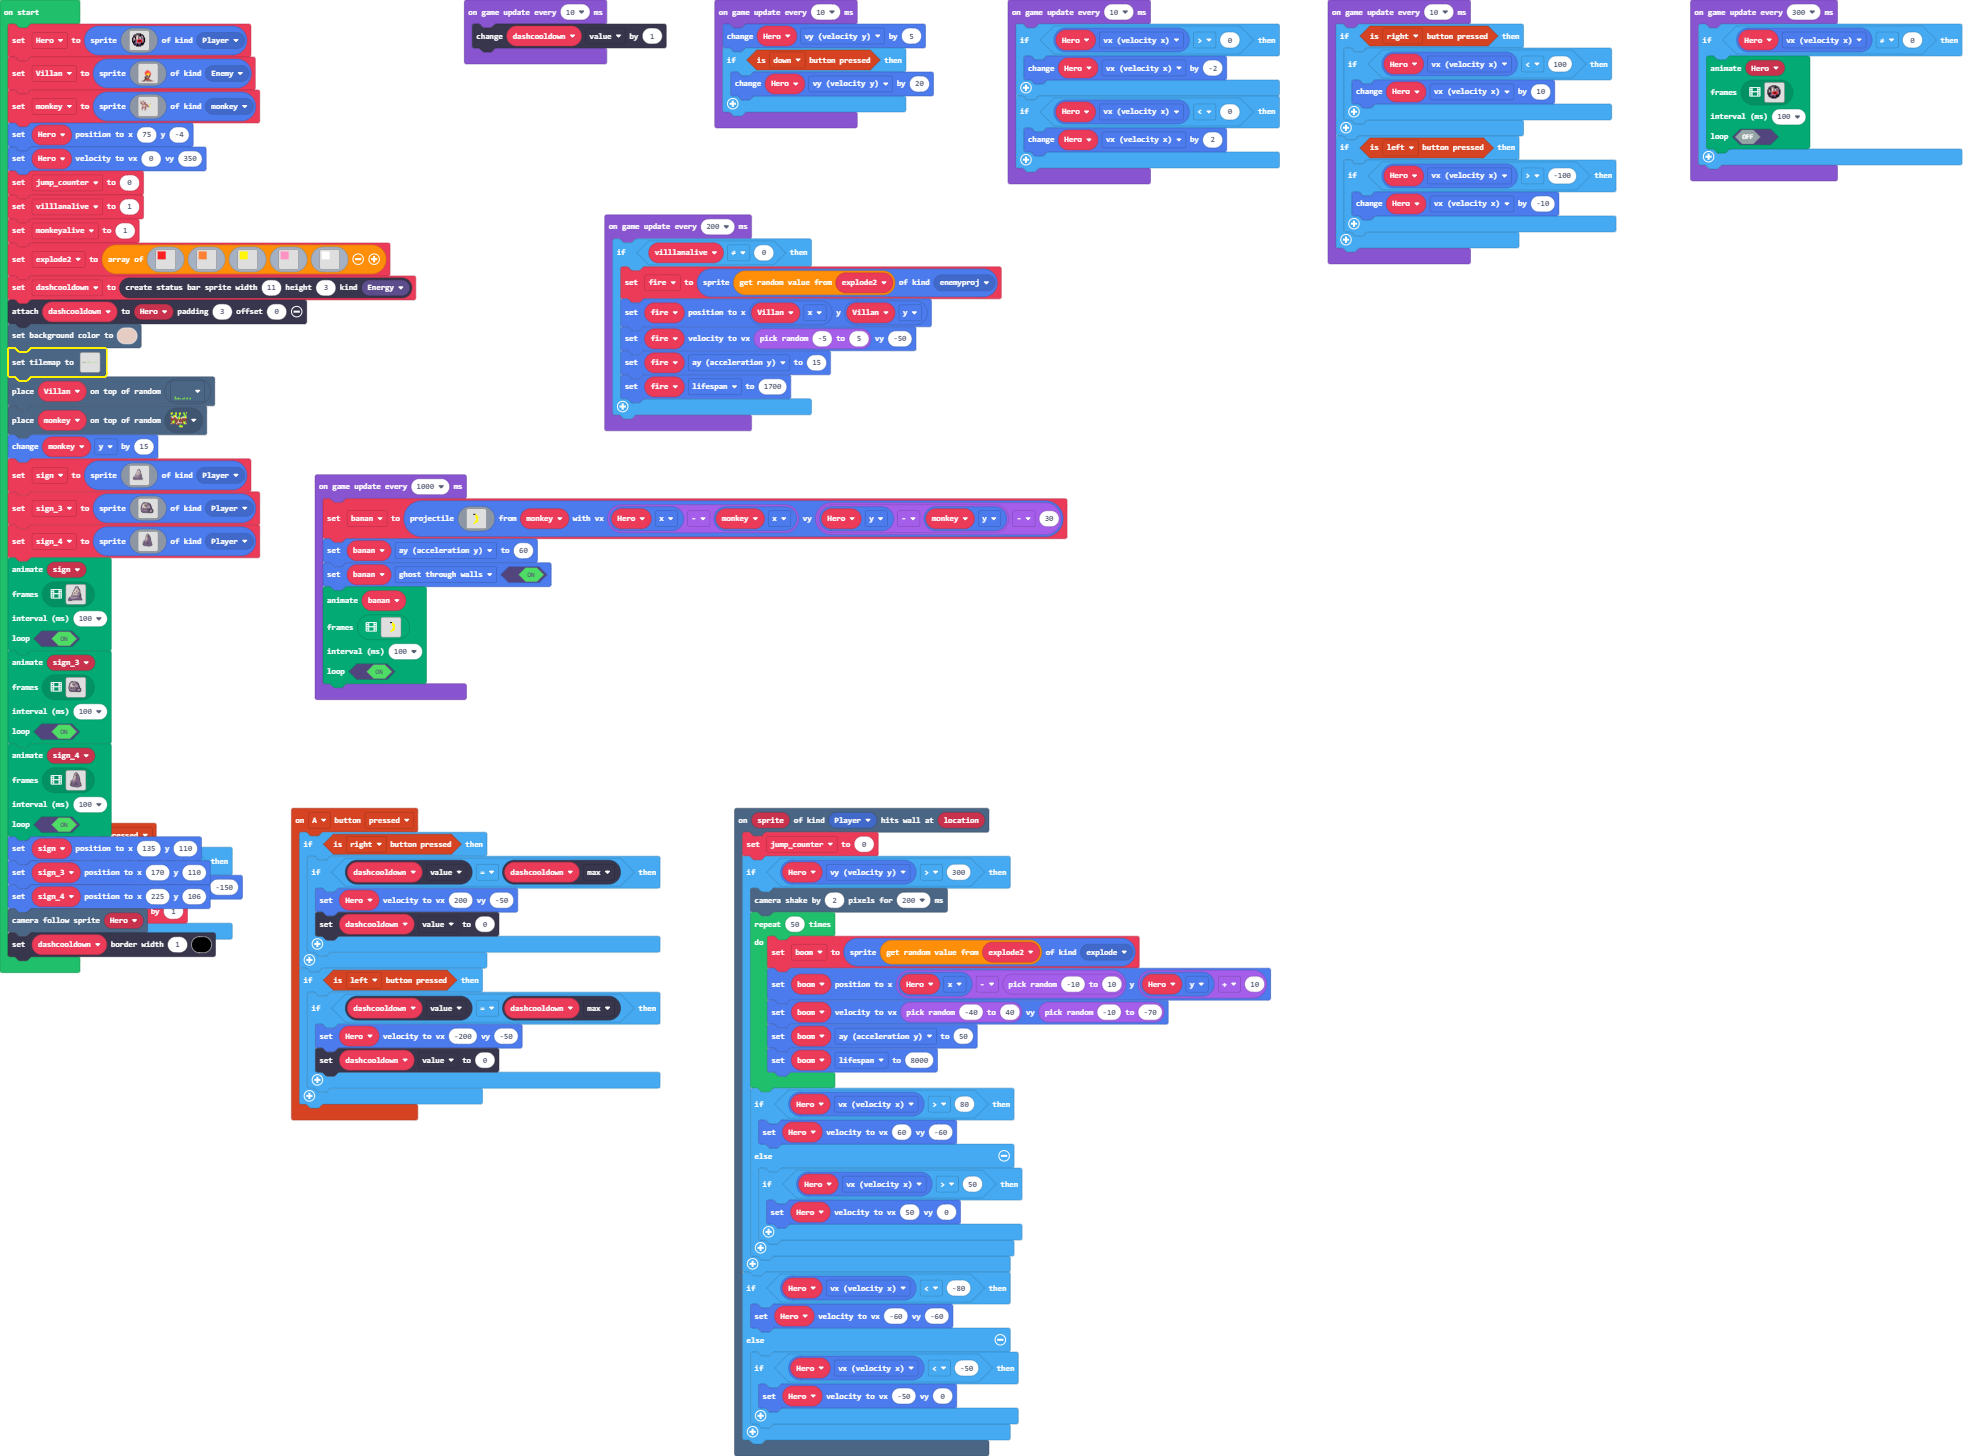 on start
set Hero to sprite of kind Player
set Villan to sprite of kind Enemy
set monkey to sprite of kind monkey
set Hero position to x 75 y -4
set Hero velocity to vx 0 vy 350
set jump_counter to 0
set villlanalive to 1
set monkeyalive to 1
set explode2 to array of
set dashcooldown to create status bar sprite width 11 height 3 kind Energy
attach dashcooldown to Hero padding 3 offset 0
set background color to
set tilemap to
place Villan on top of random
place monkey on top of random
change monkey y by 15
set sign to sprite of kind Player
set sign_3 to sprite of kind Player
set sign_4 to sprite of kind Player
animate sign
frames
interval (ms) 100
loop ON
animate sign_3
frames
interval (ms) 100
loop ON
animate sign_4
frames
interval (ms) 100
loop ON
essed
set sign position to x 135 y 110
then
set sign_3 position to x 170 y 110
-150
set sign_4 position to x 225 y 106
by 1
camera follow sprite Hero
set dashcooldown border width 1
on game update every 10 ms
change dashcooldown value by 1
on game update every 10 ms
change Hero vy (velocity y) by 5
if is down button pressed then
change Hero vy (velocity y) by 20
on game update every 10 ms
if Hero vx (velocity x) > 0 then
change Hero vx (velocity x) by -2
if Hero vx (velocity x) < 0 then
change Hero vx (velocity x) by 2
on game update every 10 ms
if is right button pressed then
if Hero vx (velocity x) < 100 then
change Hero vx (velocity x) by 10
if is left button pressed then
if Hero vx (velocity x) > -100 then
change Hero vx (velocity x) by -10
on game update every 300 ms
if Hero vx (velocity x) ≠ 0 then
animate Hero
frames
interval (ms) 100
loop OFF
on game update every 200 ms
if villlanalive ≠ 0 then
set fire to sprite get random value from explode2 of kind enemyproj
set fire position to x Villan x y Villan y
set fire velocity to vx pick random -5 to 5 vy -50
set fire ay (acceleration y) to 15
set fire lifespan to 1700
on game update every 1000 ms
set banan to projectile from monkey with vx Hero x - monkey x vy Hero y - monkey y - 30
set banan ay (acceleration y) to 60
set banan ghost through walls ON
animate banan
frames
interval (ms) 100
loop ON
on A button pressed
if is right button pressed then
if dashcooldown value = dashcooldown max then
set Hero velocity to vx 200 vy -50
set dashcooldown value to 0
if is left button pressed then
if dashcooldown value = dashcooldown max then
set Hero velocity to vx -200 vy -50
set dashcooldown value to 0
on sprite of kind Player hits wall at location
set jump_counter to 0
if Hero vy (velocity y) > 300 then
camera shake by 2 pixels for 200 ms
repeat 50 times
do
set boom to sprite get random value from explode2 of kind explode
set boom position to x Hero x - pick random -10 to 10 y Hero y + 10
set boom velocity to vx pick random -40 to 40 vy pick random -10 to -70
set boom ay (acceleration y) to 50
set boom lifespan to 8000
if Hero vx (velocity x) > 80 then
set Hero velocity to vx 60 vy -60
else
if Hero vx (velocity x) > 50 then
set Hero velocity to vx 50 vy 0
if Hero vx (velocity x) < -80 then
set Hero velocity to vx -60 vy -60
else
if Hero vx (velocity x) < -50 then
set Hero velocity to vx -50 vy 0